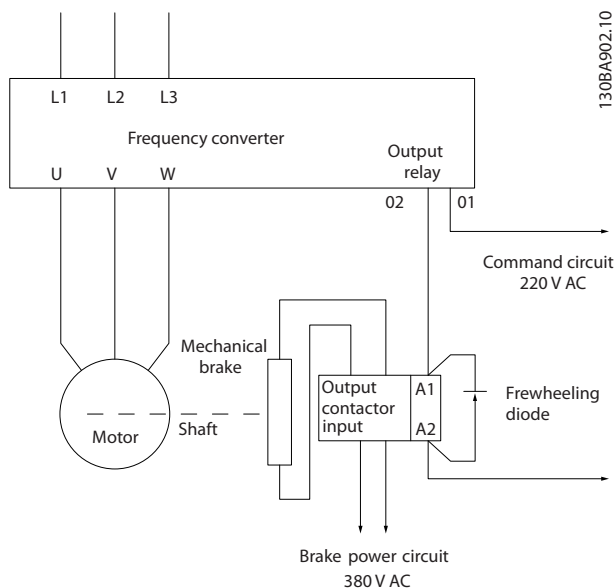 130BA902.10
L1 L2 L3
Frequency converter
U V W
Output
relay
02 01
Command circuit
220 V AC
Mechanical
brake
Output
contactor
input
A1
A2
Frewheeling
diode
Motor
Shaft
Brake power circuit
380 V AC